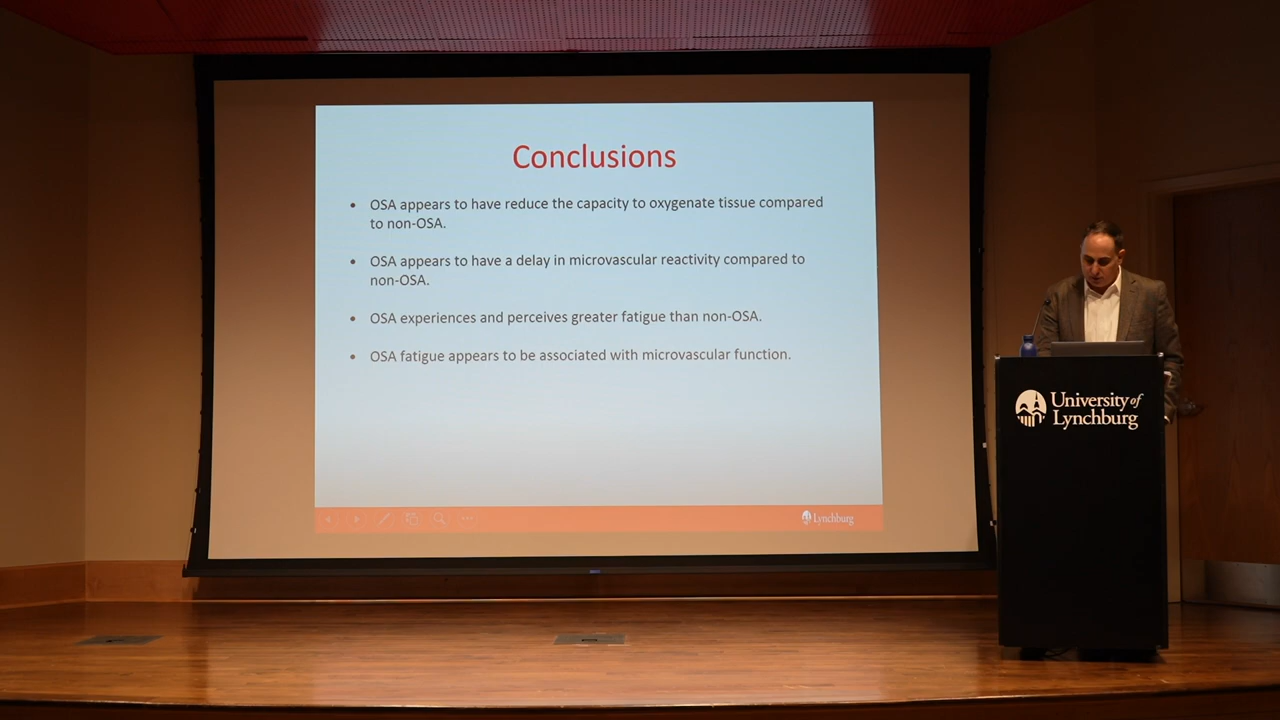 Conclusions
• OSA appears to have reduce the capacity to oxygenate tissue compared
to non-OSA.
• OSA appears to have a delay in microvascular reactivity compared to
non-OSA.
• OSA experiences and perceives greater fatigue than non-OSA.
• OSA fatigue appears to be associated with microvascular function.
Lynchburg
University of
Lynchburg